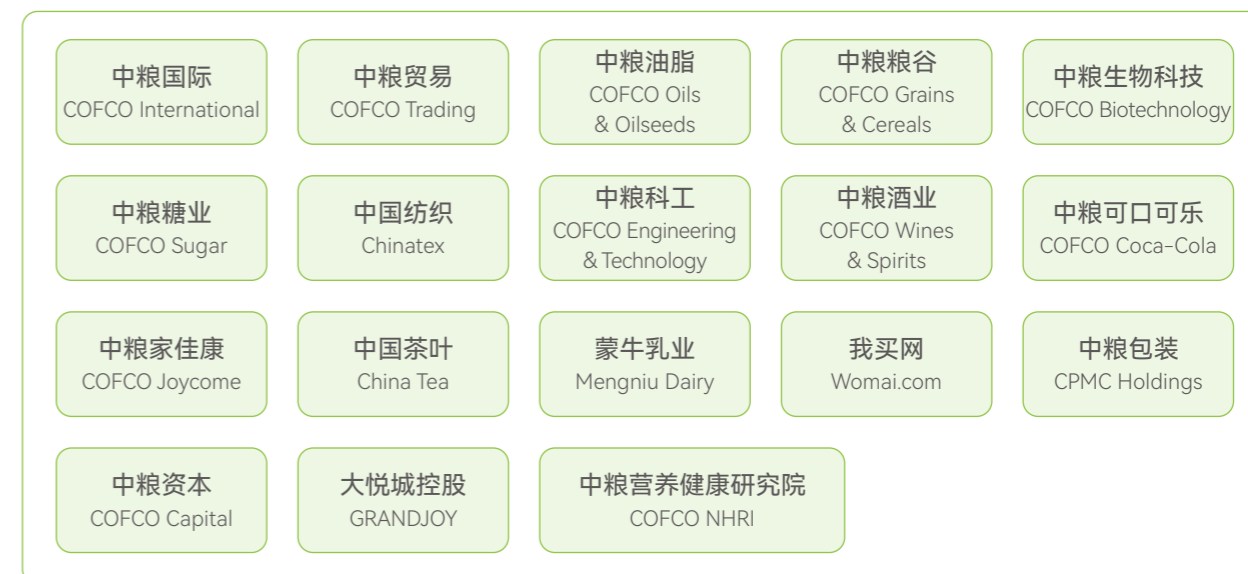 中粮国际
COFCO International
中粮贸易
COFCO Trading
中粮油脂
COFCO Oils
& Oilseeds
中粮粮谷
COFCO Grains
& Cereals
中粮生物科技
COFCO Biotechnology
中粮糖业
COFCO Sugar
中国纺织
Chinatex
中粮科工
COFCO Engineering
& Technology
中粮酒业
COFCO Wines
& Spirits
中粮可口可乐
COFCO Coca-Cola
中粮家佳康
COFCO Joycome
中国茶叶
China Tea
蒙牛乳业
Mengniu Dairy
我买网
Womai.com
中粮包装
CPMC Holdings
中粮资本
COFCO Capital
大悦城控股
GRANDJOY
中粮营养健康研究院
COFCO NHRI